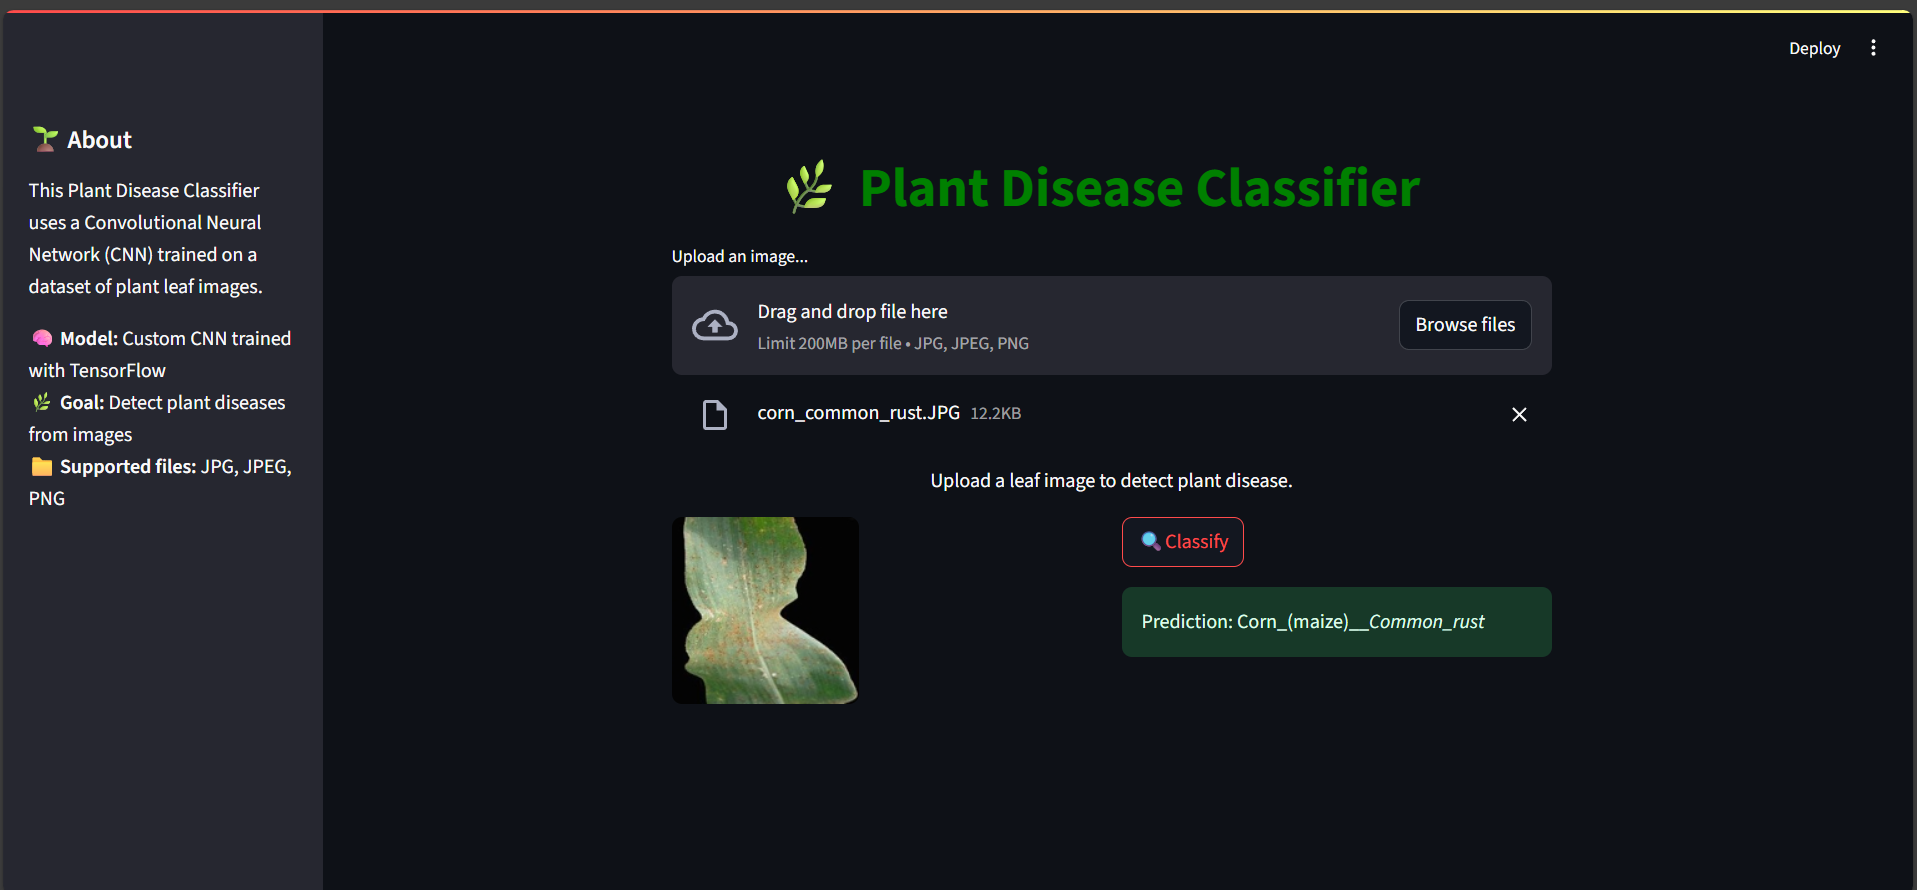 Deploy
About
This Plant Disease Classifier
uses a Convolutional Neural
Network (CNN) trained on a
dataset of plant leaf images.
Model: Custom CNN trained
with TensorFlow
Goal: Detect plant diseases
from images
Supported files: JPG, JPEG,
PNG
Plant Disease Classifier
Upload an image...
Drag and drop file here
Limit 200MB per file • JPG, JPEG, PNG
Browse files
corn_common_rust.JPG 12.2KB
Upload a leaf image to detect plant disease.
Classify
Prediction: Corn_(maize)__Common_rust